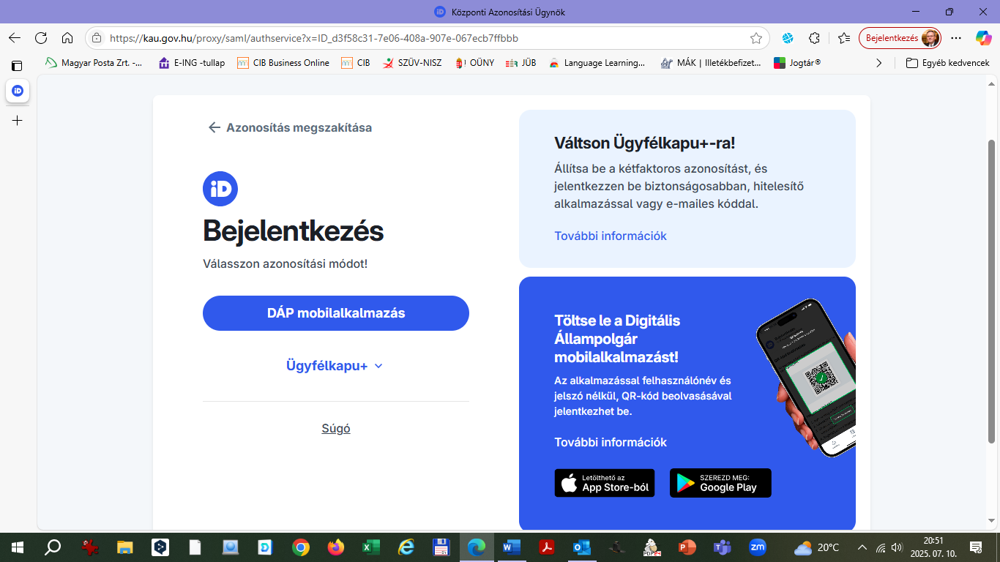 Központi Azonosítási Ügynök
https://kau.gov.hu/proxy/saml/authservice?x=ID_d3f58c31-7e06-408a-907e-067ecb7ffbbb
Bejelentkezés
Magyar Posta Zrt. -...
E-ING -tullap
CIB Business Online
CIB
SZÜV-NISZ
OÜNY
JÜB
Language Learning...
MÁK | Illetékbefizet...
Jogtár®
Egyéb kedvencek
Azonosítás megszakítása
iD
Bejelentkezés
Válasszon azonosítási módot!
DÁP mobilalkalmazás
Ügyfélkapu+
Súgó
Váltson Ügyfélkapu+-ra!
Állítsa be a kétfaktoros azonosítást, és
jelentkezzen be biztonságosabban, hitelesítő
alkalmazással vagy e-mailes kóddal.
További információk
Töltse le a Digitális
Állampolgár
mobilalkalmazást!
Az alkalmazással felhasználónév és
jelszó nélkül, QR-kód beolvasásával
jelentkezhet be.
További információk
Letölthető az
App Store-ból
SZEREZD MEG:
Google Play
20°C
20:51
2025. 07. 10.